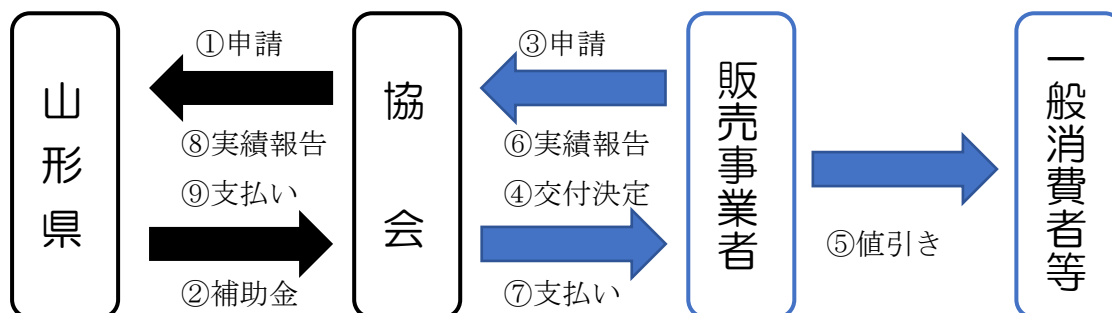 山形県
①申請
⑧実績報告
⑨支払い
②補助金
協会
③申請
⑥実績報告
④交付決定
⑦支払い
販売事業者
⑤値引き
一般消費者等